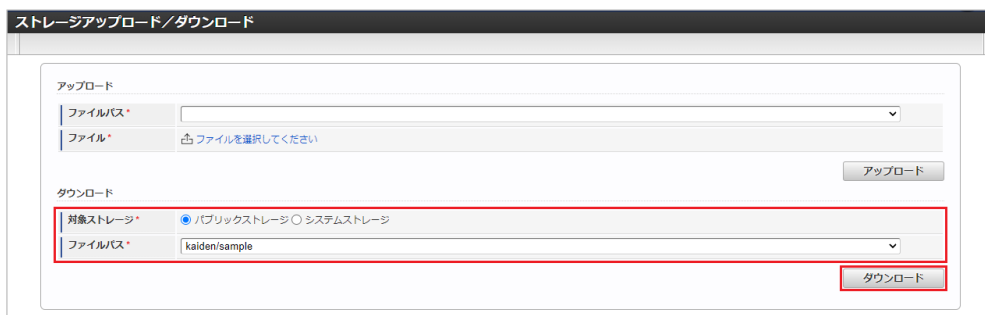 ストレージアップロード／ダウンロード
アップロード
ファイルパス*
ファイル* ファイルを選択してください
アップロード
ダウンロード
対象ストレージ* パブリックストレージ システムストレージ
ファイルパス* kaiden/sample
ダウンロード